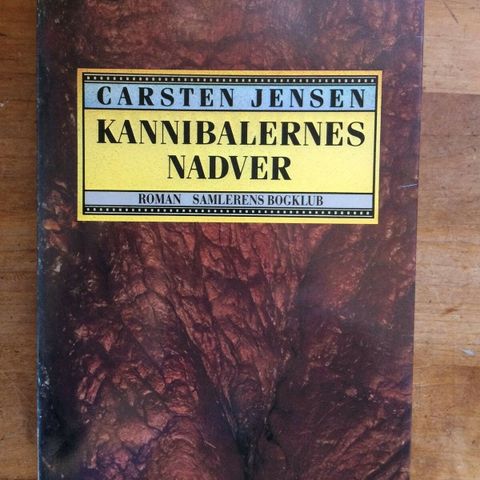 CARSTEN JENSEN
KANNIBALERNES
NADVER
ROMAN SAMLERENS BOGKLUB